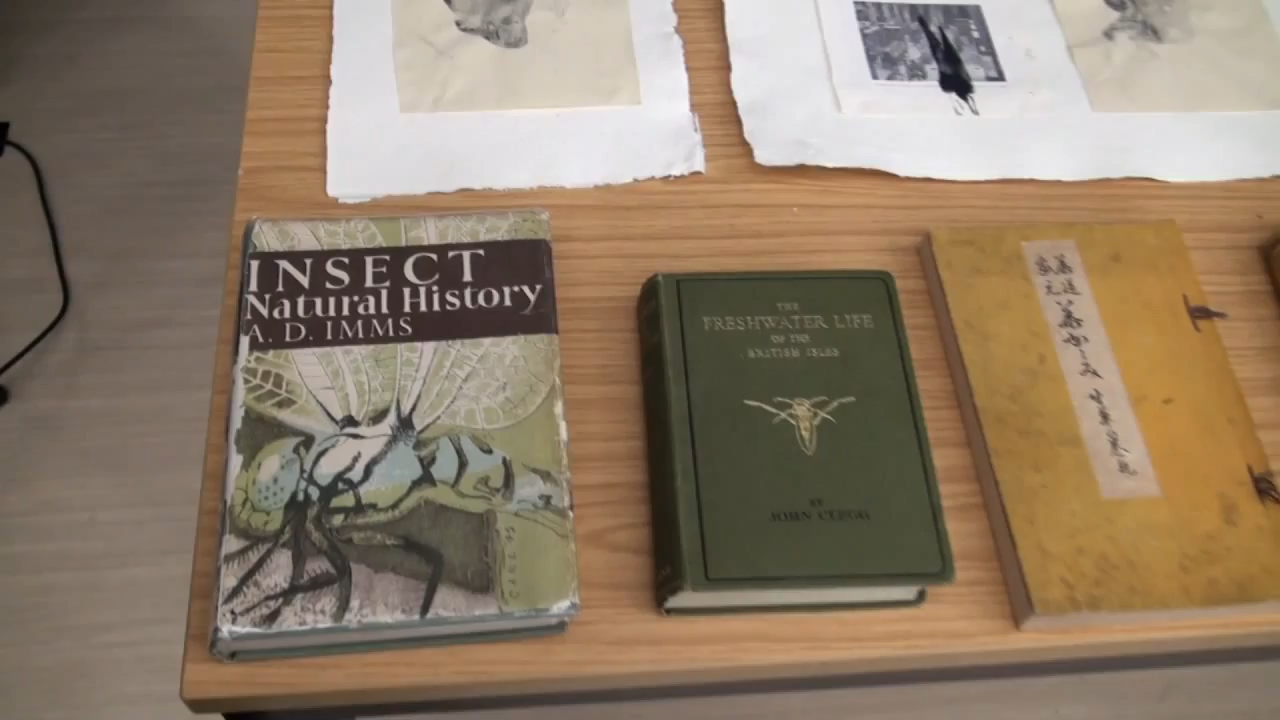 INSECT
Natural History
A. D. IMMS
THE
FRESHWATER LIFE
OF THE
BRITISH ISLES
BY
JOHN CLEGG